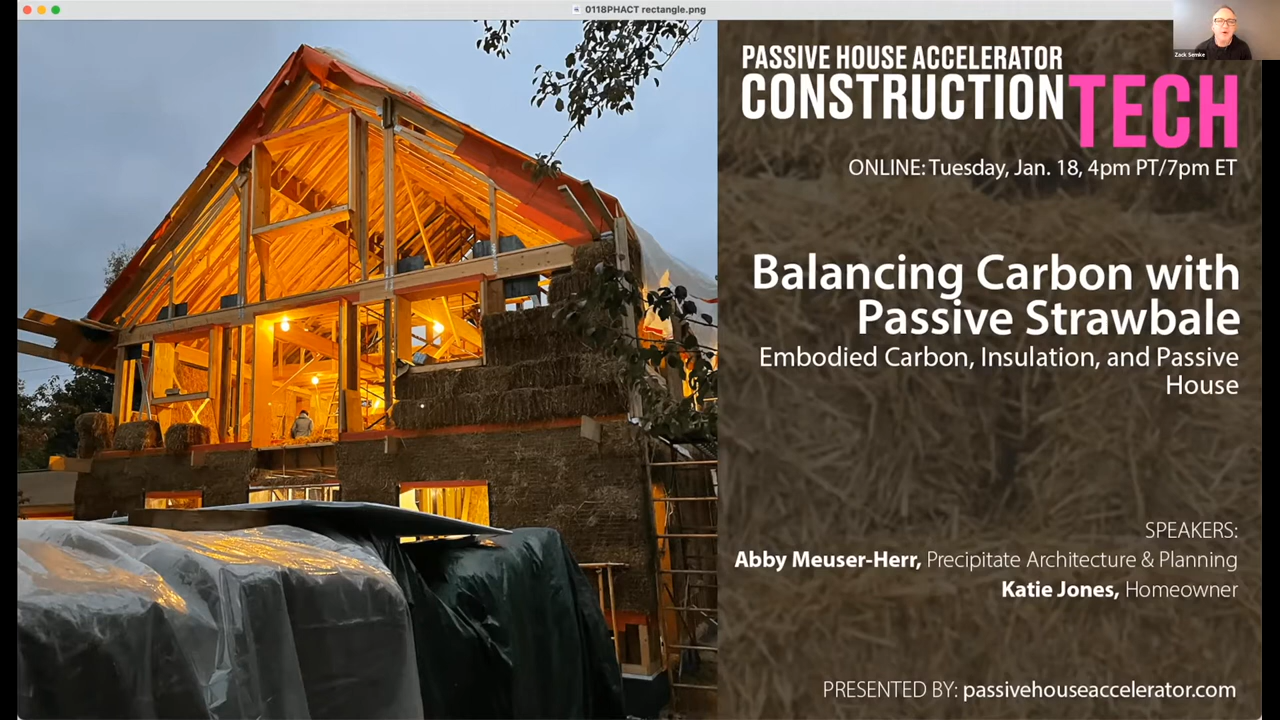 0118PHACT rectangle.png
Zack Semke
PASSIVE HOUSE ACCELERATOR
CONSTRUCTION TECH
ONLINE: Tuesday, Jan. 18, 4pm PT/7pm ET
Balancing Carbon with
Passive Strawbale
Embodied Carbon, Insulation, and Passive
House
SPEAKERS:
Abby Meuser-Herr, Precipitate Architecture & Planning
Katie Jones, Homeowner
PRESENTED BY: passivehouseaccelerator.com